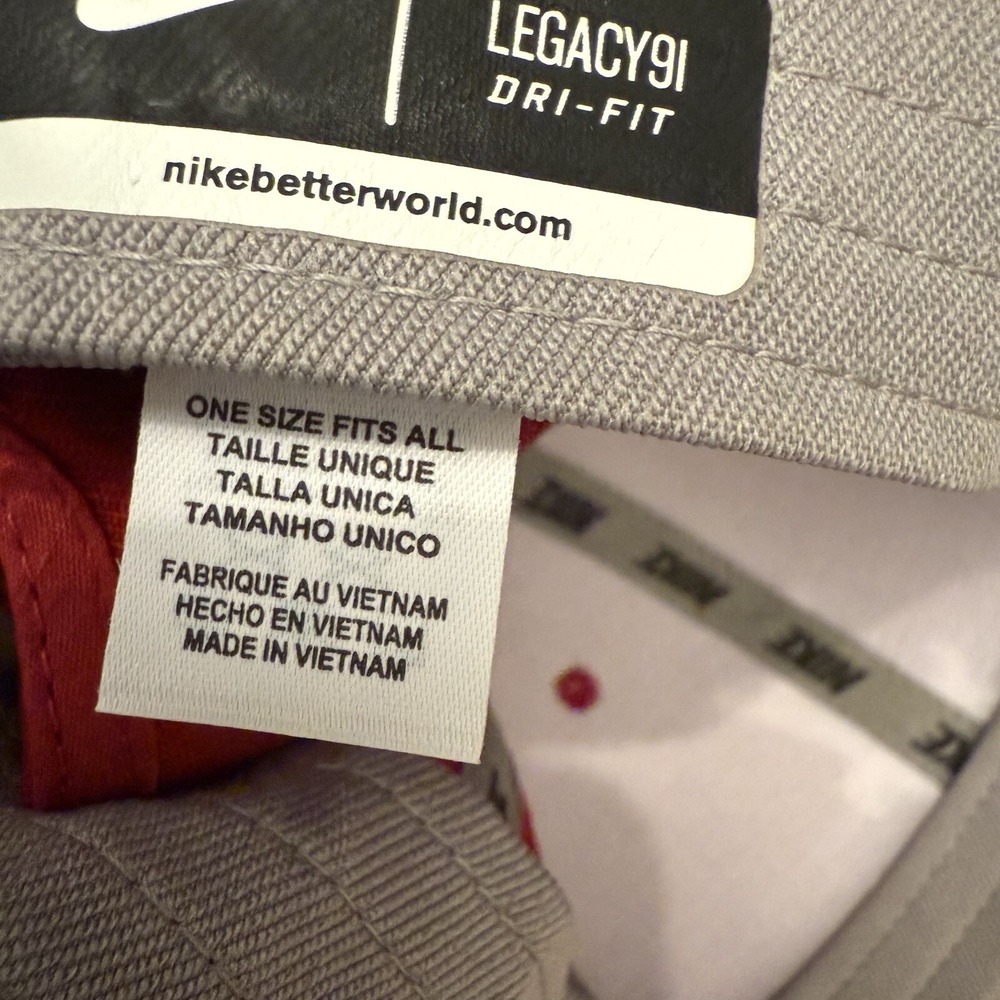 LEGACY91
DRI-FIT
nikebetterworld.com
ONE SIZE FITS ALL
TAILLE UNIQUE
TALLA UNICA
TAMANHO UNICO
FABRIQUE AU VIETNAM
HECHO EN VIETNAM
MADE IN VIETNAM